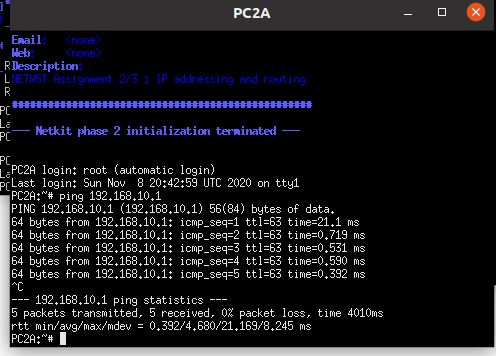 PC2A
Email: <none>
Web: <none>
Description:
NETWST Assignment 2/3 : IP addressing and routing
--- Netkit phase 2 initialization terminated ---
PC2A login: root (automatic login)
Last login: Sun Nov 8 20:42:59 UTC 2020 on tty1
PC2A:~# ping 192.168.10.1
PING 192.168.10.1 (192.168.10.1) 56(84) bytes of data.
64 bytes from 192.168.10.1: icmp_seq=1 ttl=63 time=21.1 ms
64 bytes from 192.168.10.1: icmp_seq=2 ttl=63 time=0.719 ms
64 bytes from 192.168.10.1: icmp_seq=3 ttl=63 time=0.531 ms
64 bytes from 192.168.10.1: icmp_seq=4 ttl=63 time=0.590 ms
64 bytes from 192.168.10.1: icmp_seq=5 ttl=63 time=0.392 ms
^C
--- 192.168.10.1 ping statistics ---
5 packets transmitted, 5 received, 0% packet loss, time 4010ms
rtt min/avg/max/mdev = 0.392/4.680/21.169/8.245 ms
PC2A:~#